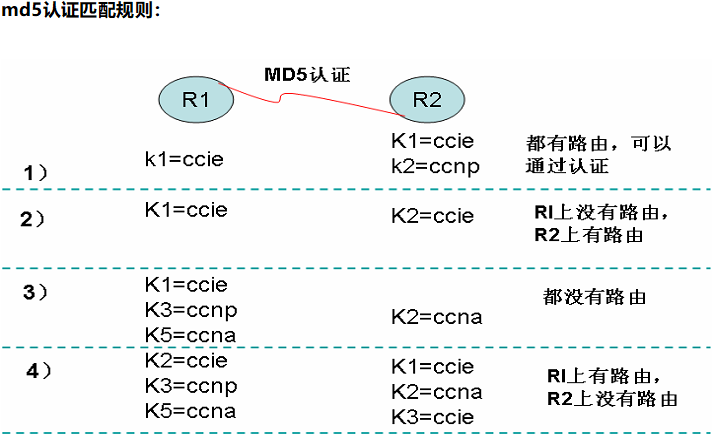 md5认证匹配规则：
MD5认证
R1
R2
1）
k1=ccie
K1=ccie
k2=ccnp
都有路由，可以
通过认证
2）
K1=ccie
K2=ccie
RI上没有路由，
R2上有路由
3）
K1=ccie
K3=ccnp
K5=ccna
K2=ccna
都没有路由
4）
K2=ccie
K3=ccnp
K5=ccna
K1=ccie
K2=ccna
K3=ccie
RI上有路由，
R2上没有路由